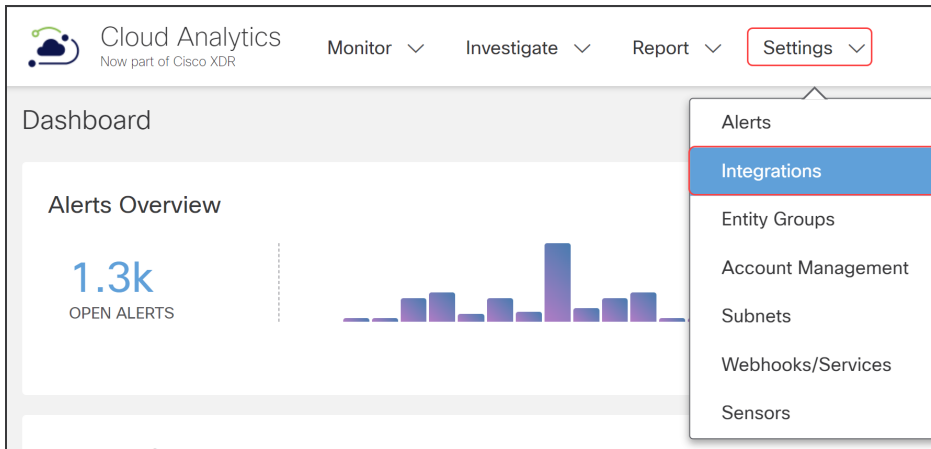 Cloud Analytics
Now part of Cisco XDR
Monitor
Investigate
Report
Settings
Dashboard
Alerts
Integrations
Entity Groups
Account Management
Subnets
Webhooks/Services
Sensors
Alerts Overview
1.3k
OPEN ALERTS